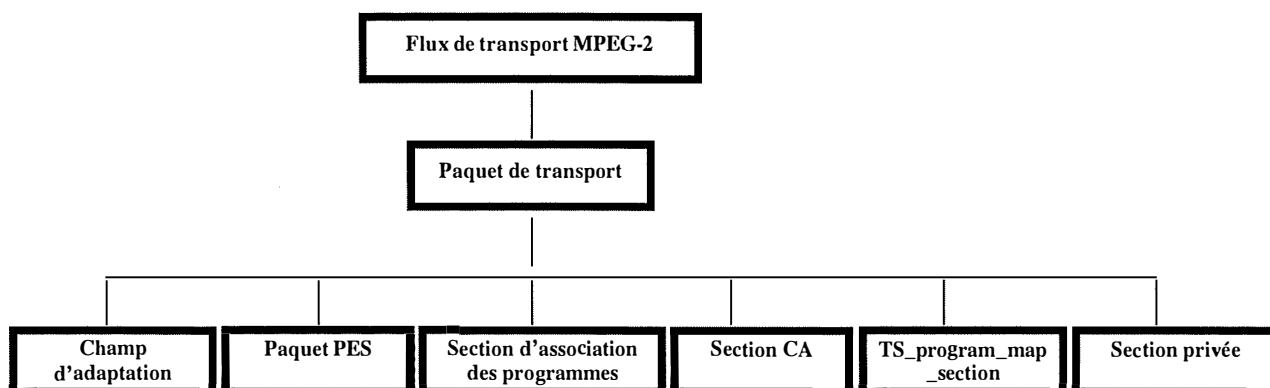 Flux de transport MPEG-2
Paquet de transport
Champ
d'adaptation
Paquet PES
Section d'association
des programmes
Section CA
TS_program_map
_section
Section privée